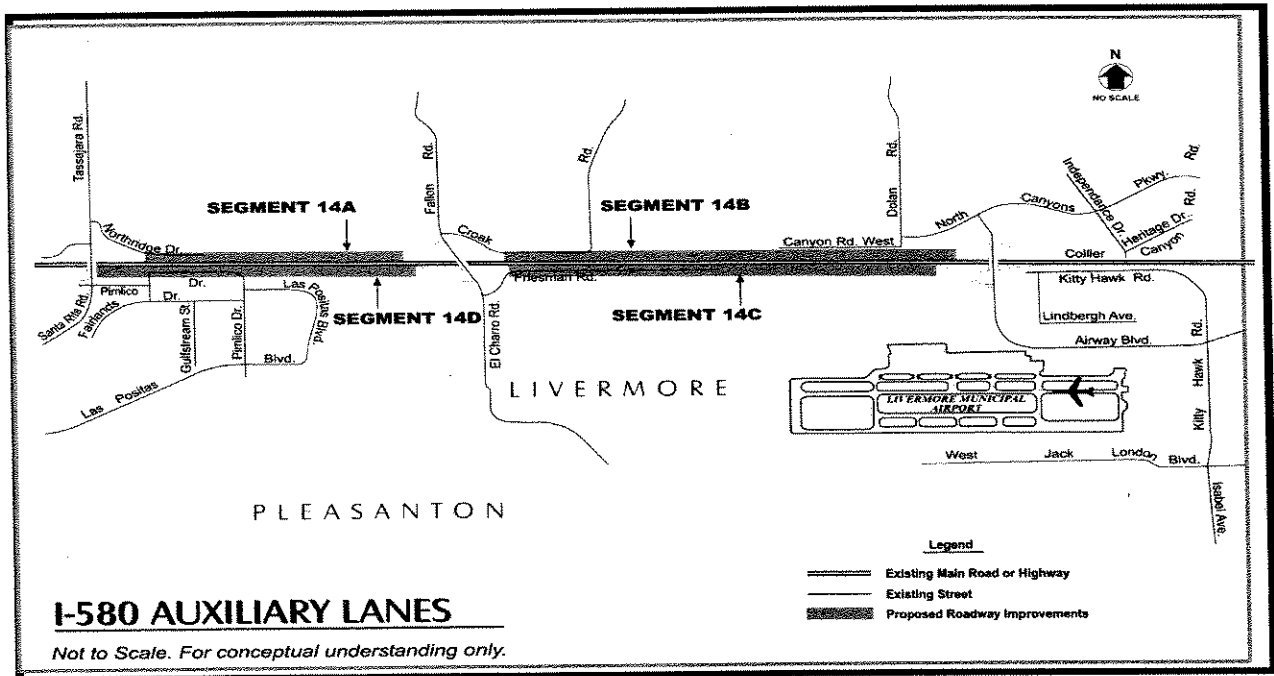 N
NO SCALE
Tassajara Rd.
Fallon Rd.
Rd.
Dolan Rd.
Independance Dr.
Pkwy.
Rd.
Canyons
North
Heritage Dr.
Rd.
SEGMENT 14A
SEGMENT 14B
Northridge Dr.
Croak
Canyon Rd. West
Collier
Canyon
Friesman Rd.
Kitty Hawk Rd.
Pimlico
Dr.
Las Positas Blvd.
Santa Rita Rd.
Fairlands
Dr.
Gulfstream St
Pimlico Dr.
SEGMENT 14D
El Charro Rd.
SEGMENT 14C
Lindbergh Ave.
Airway Blvd.
Kitty Hawk Rd.
Blvd.
Las Positas
LIVERMORE
LIVERMORE MUNICIPAL
AIRPORT
West Jack London Blvd.
Isabel Ave.
PLEASANTON
Legend
Existing Main Road or Highway
Existing Street
Proposed Roadway Improvements
I-580 AUXILIARY LANES
Not to Scale. For conceptual understanding only.